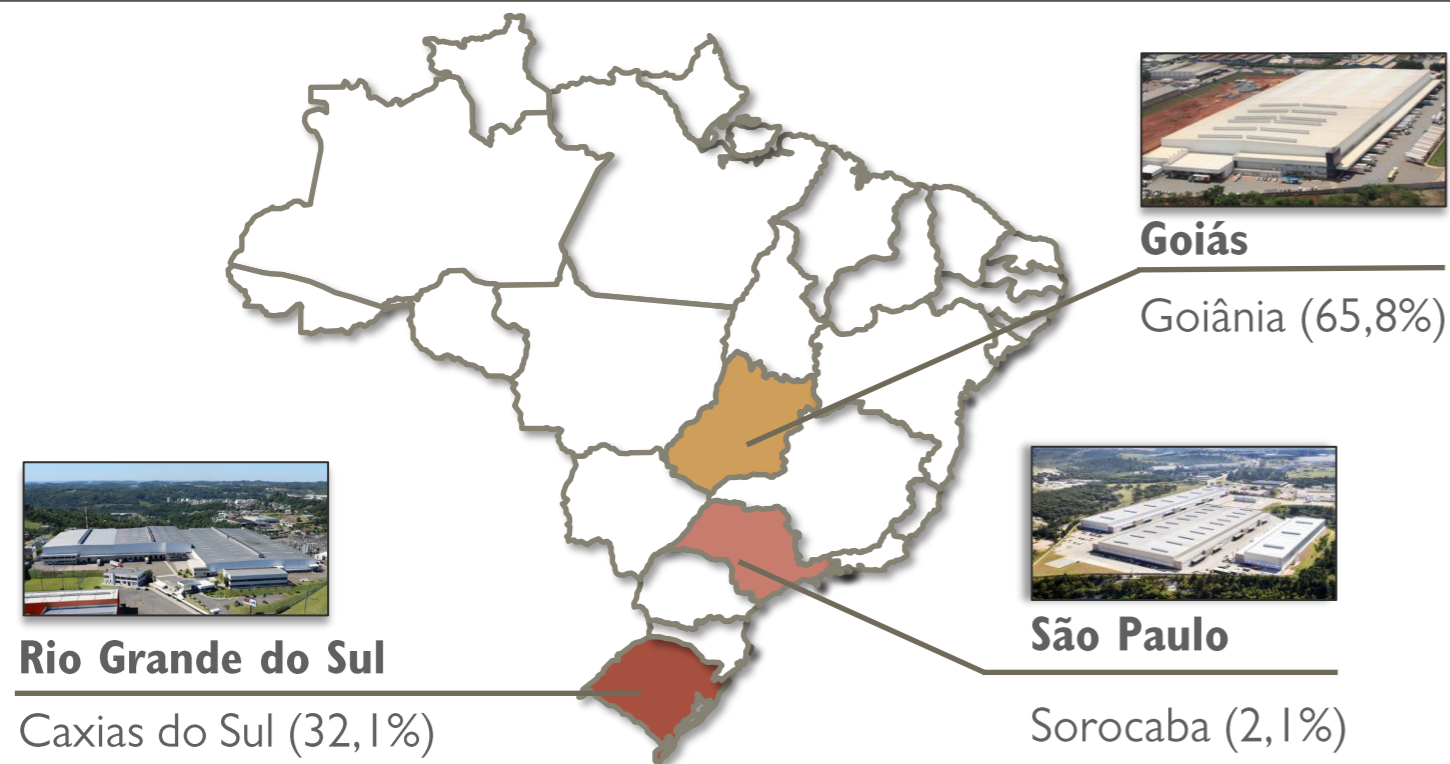 Goiás
Goiânia (65,8%)
Rio Grande do Sul
Caxias do Sul (32,1%)
São Paulo
Sorocaba (2,1%)